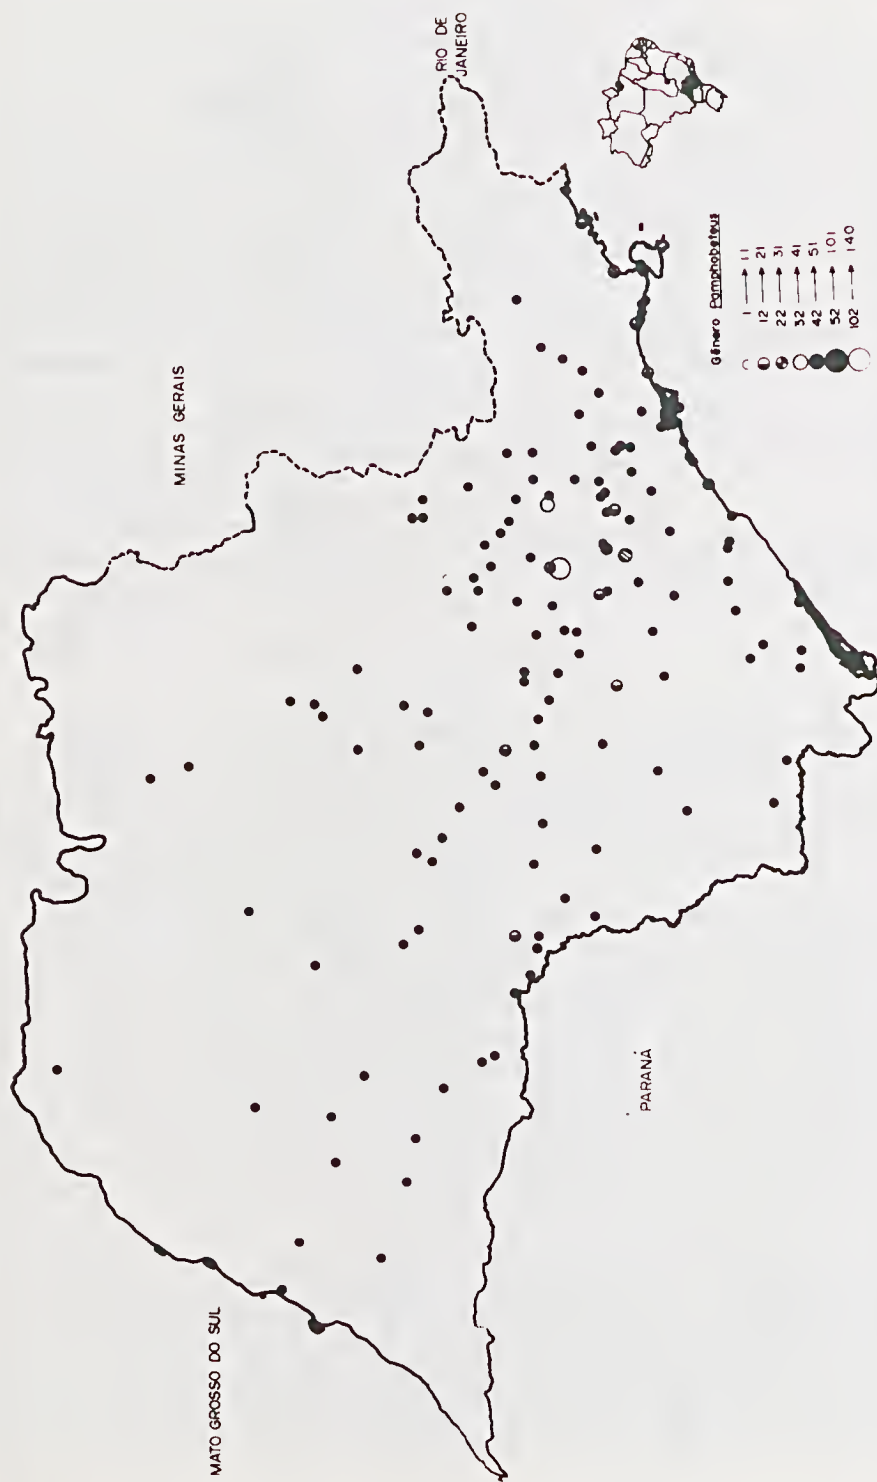 RIO DE
JANEIRO
MINAS GERAIS
MATO GROSSO DO SUL
PARANÁ
Gênero Pamphobeteus
1 → 11
12 → 21
22 → 31
32 → 41
42 → 51
52 → 101
102 → 140